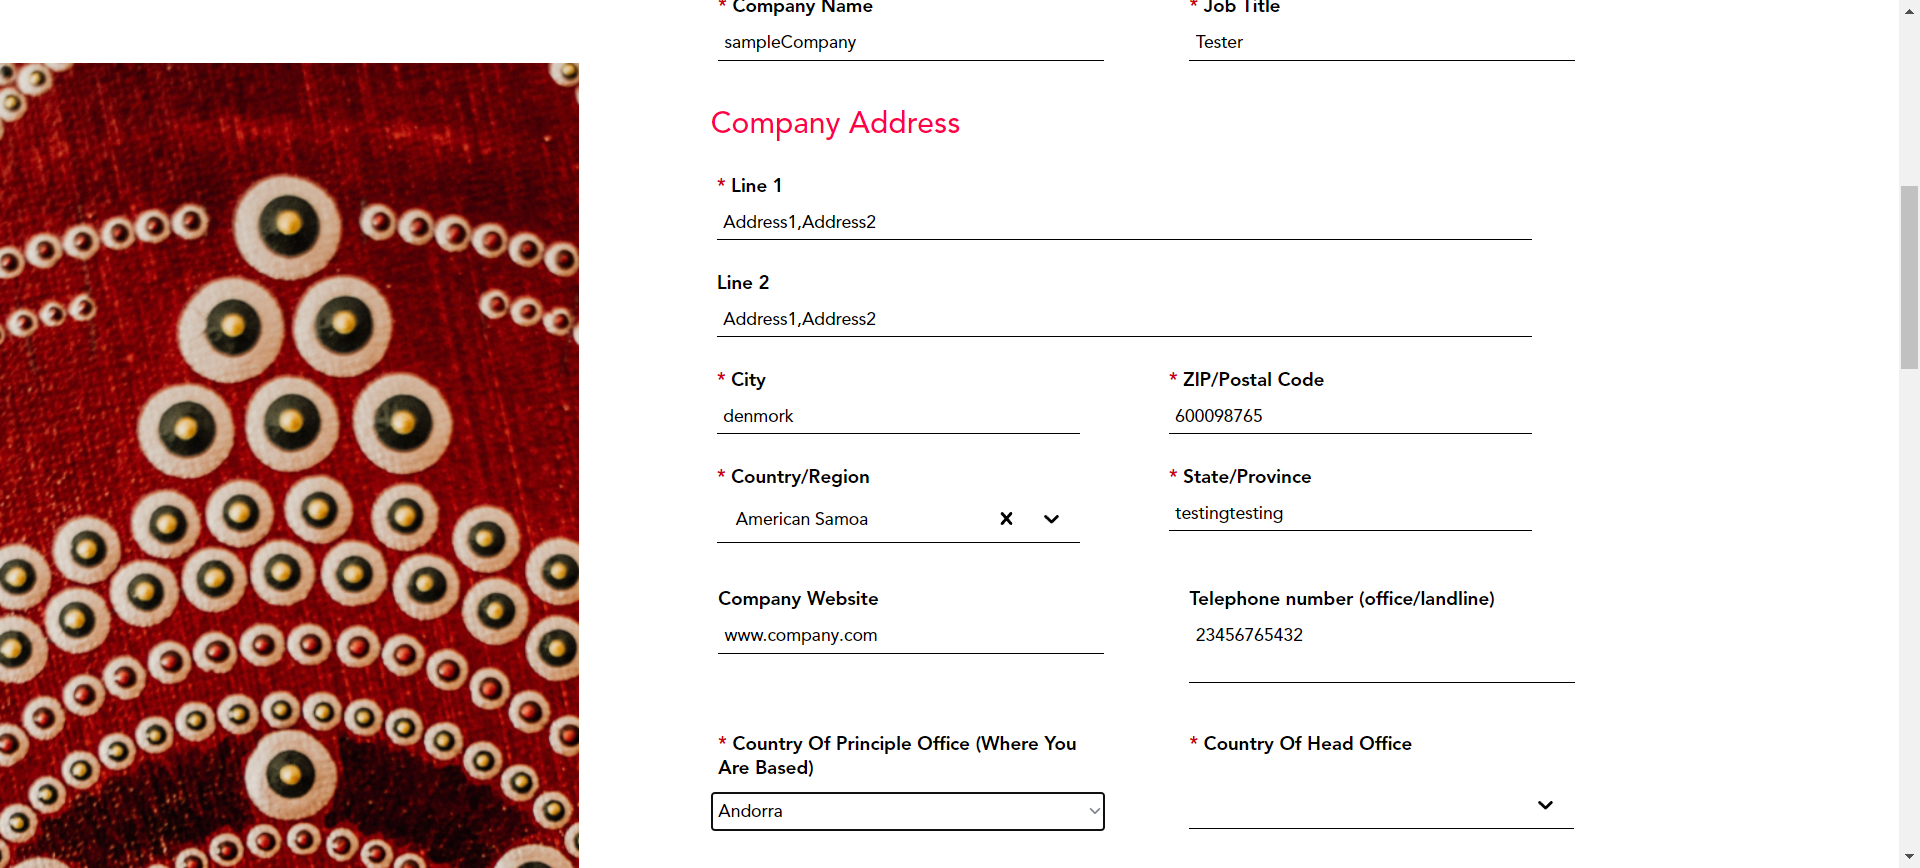 * Company Name
* Job Title
sampleCompany
Tester
Company Address
* Line 1
Address1,Address2
Line 2
Address1,Address2
* City
* ZIP/Postal Code
denmork
600098765
* Country/Region
* State/Province
American Samoa
testingtesting
Company Website
Telephone number (office/landline)
www.company.com
23456765432
* Country Of Principle Office (Where You
Are Based)
* Country Of Head Office
Andorra